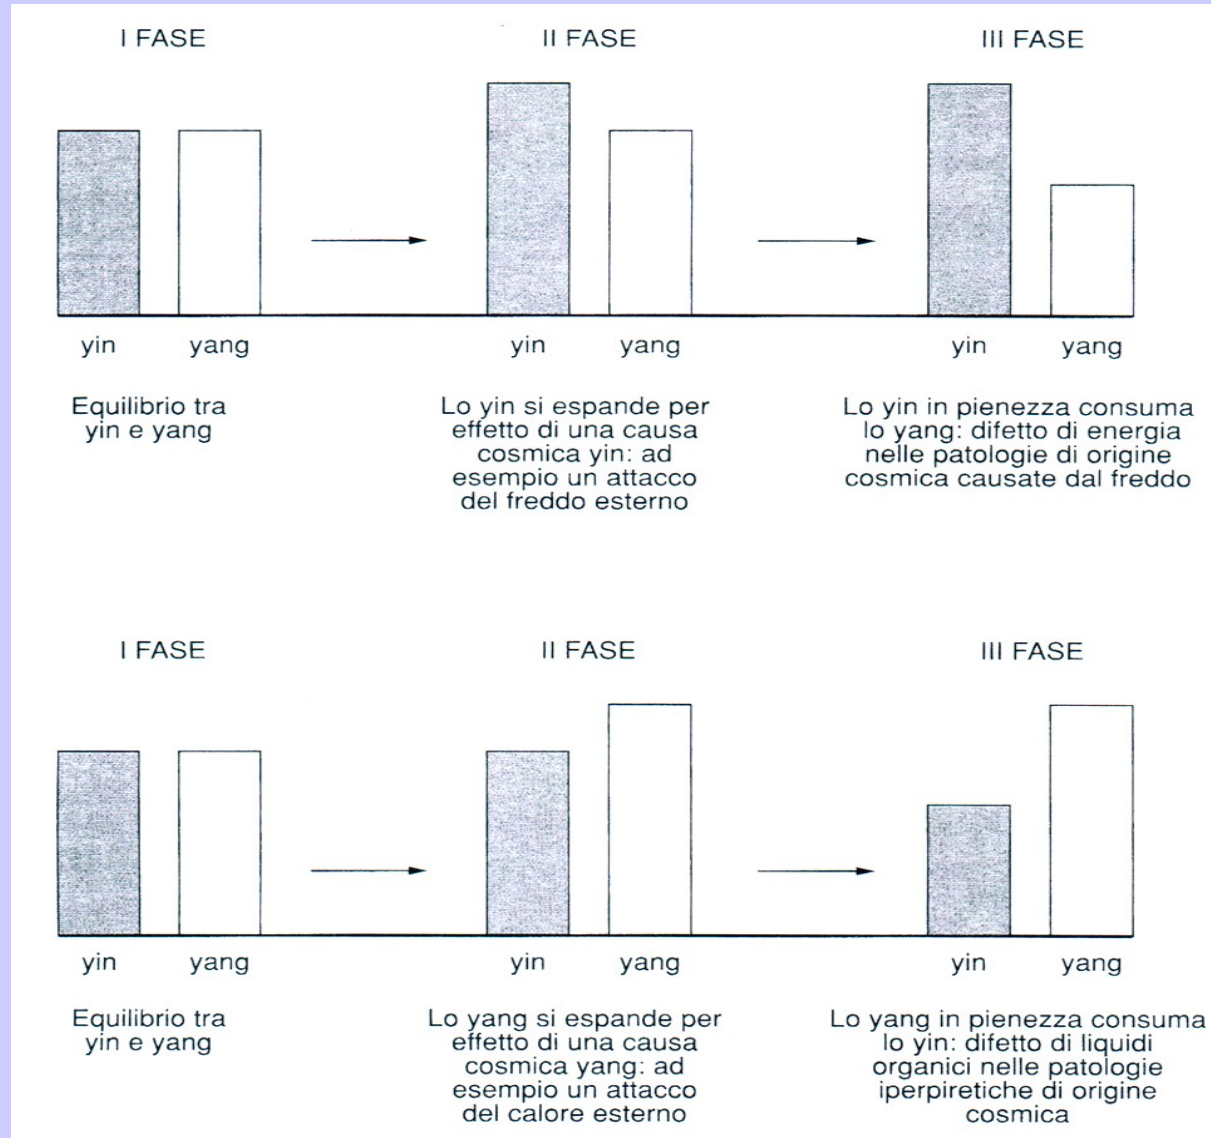 I FASE
II FASE
III FASE
yin
yang
yin
yang
yin
yang
Equilibrio tra
yin e yang
Lo yin si espande per
effetto di una causa
cosmica yin: ad
esempio un attacco
del freddo esterno
Lo yin in pienezza consuma
lo yang: difetto di energia
nelle patologie di origine
cosmica causate dal freddo
I FASE
II FASE
III FASE
yin
yang
yin
yang
yin
yang
Equilibrio tra
yin e yang
Lo yang si espande per
effetto di una causa
cosmica yang: ad
esempio un attacco
del calore esterno
Lo yang in pienezza consuma
lo yin: difetto di liquidi
organici nelle patologie
iperpiretiche di origine
cosmica